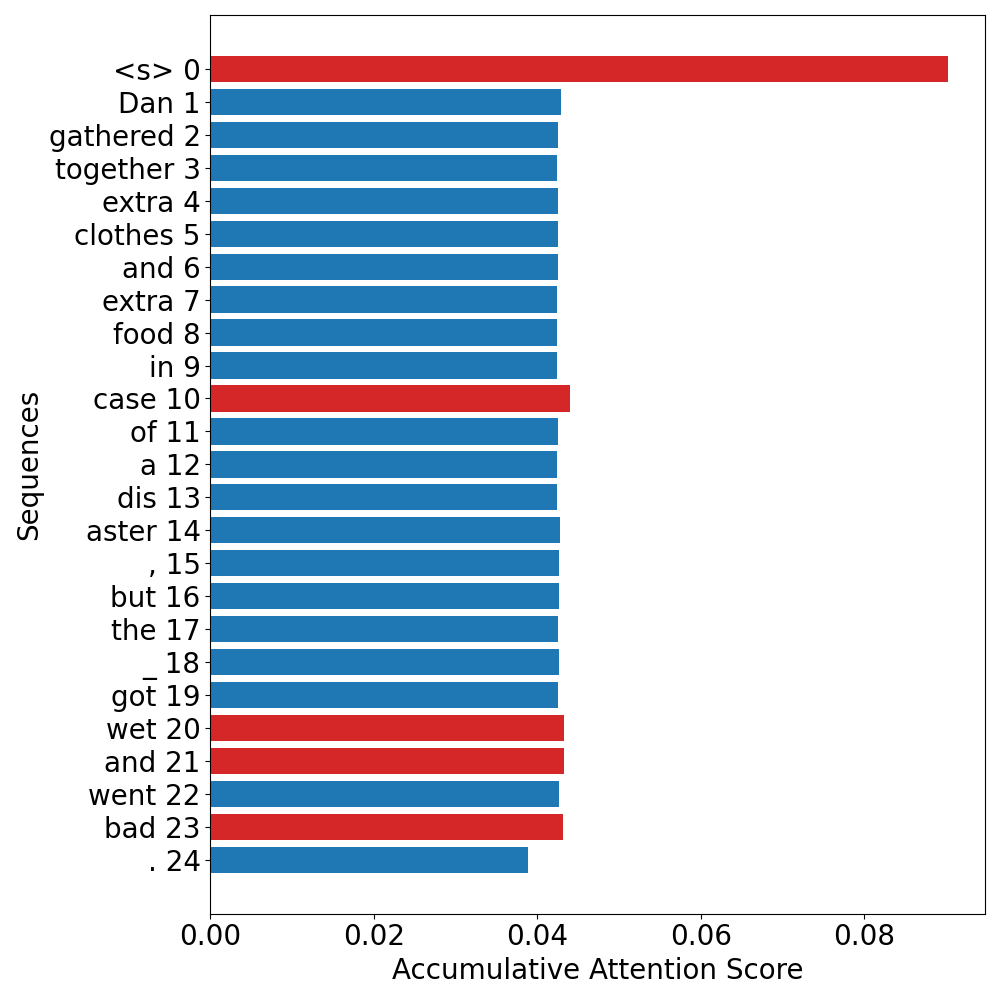 <s> 0
Dan 1
gathered 2
together 3
extra 4
clothes 5
and 6
extra 7
food 8
in 9
case 10
of 11
a 12
dis 13
aster 14
, 15
but 16
the 17
_ 18
got 19
wet 20
and 21
went 22
bad 23
. 24
Sequences
0.00 0.02 0.04 0.06 0.08
Accumulative Attention Score